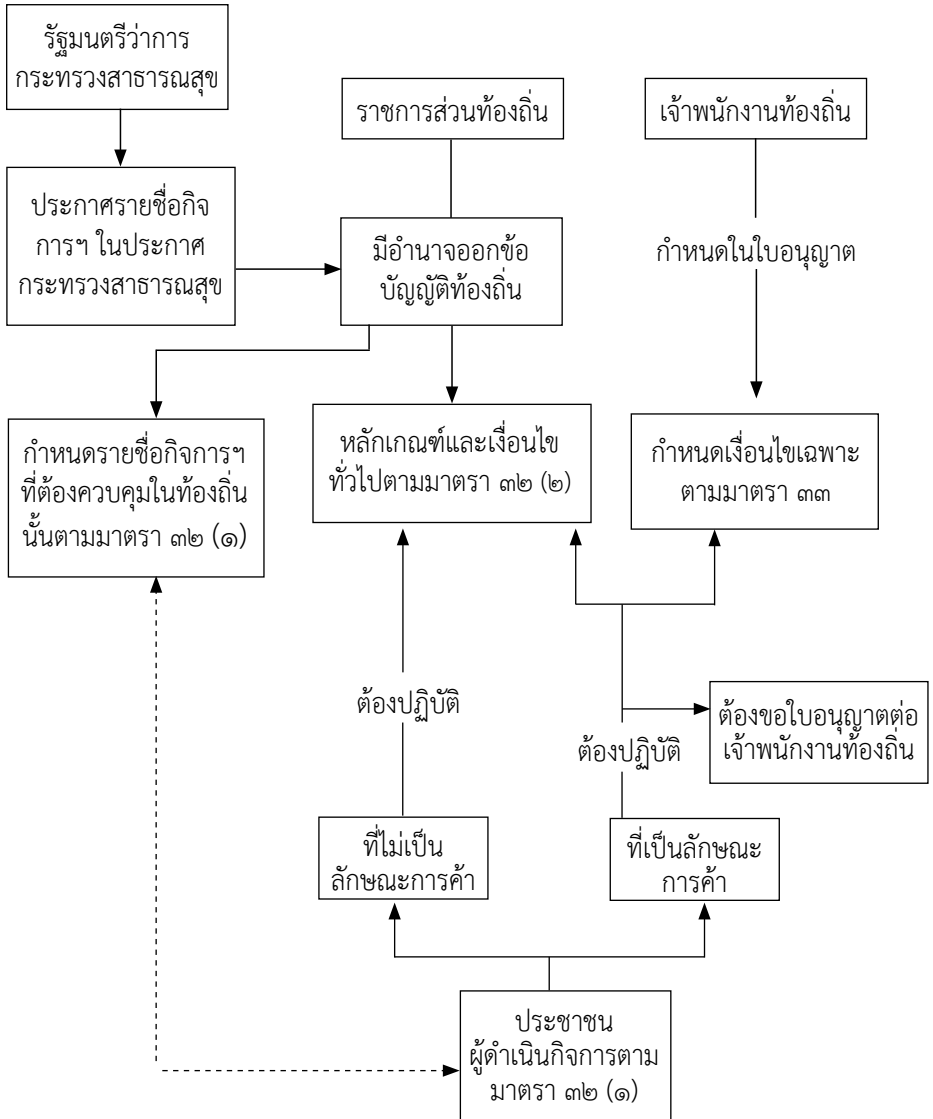 รัฐมนตรีว่าการ
กระทรวงสาธารณสุข
ราชการส่วนท้องถิ่น
เจ้าพนักงานท้องถิ่น
ประกาศรายชื่อกิจ
การฯ ในประกาศ
กระทรวงสาธารณสุข
มีอำนาจออกข้อ
บัญญัติท้องถิ่น
กำหนดในใบอนุญาต
กำหนดรายชื่อกิจการฯ
ที่ต้องควบคุมในท้องถิ่น
นั้นตามมาตรา ๓๒ (๑)
หลักเกณฑ์และเงื่อนไข
ทั่วไปตามมาตรา ๓๒ (๒)
กำหนดเงื่อนไขเฉพาะ
ตามมาตรา ๓๓
ต้องปฏิบัติ
ต้องปฏิบัติ
ต้องขอใบอนุญาตต่อ
เจ้าพนักงานท้องถิ่น
ที่ไม่เป็น
ลักษณะการค้า
ที่เป็นลักษณะ
การค้า
ประชาชน
ผู้ดำเนินกิจการตาม
มาตรา ๓๒ (๑)